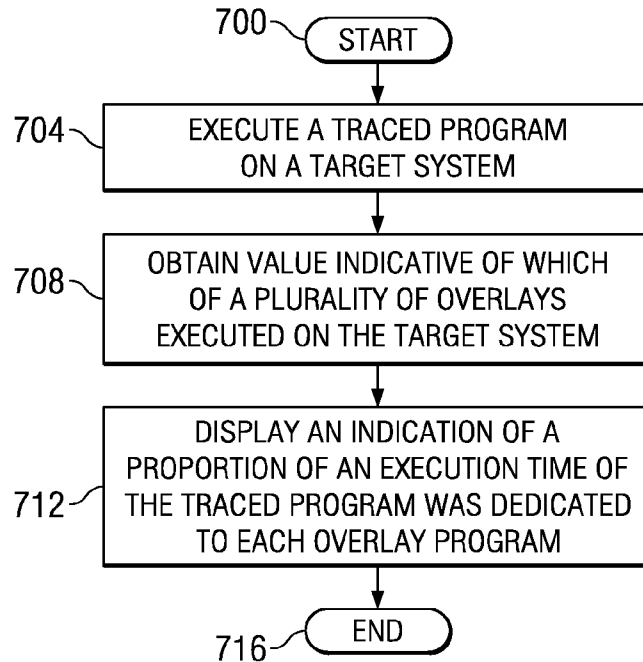 700
START
704
EXECUTE A TRACED PROGRAM
ON A TARGET SYSTEM
708
OBTAIN VALUE INDICATIVE OF WHICH
OF A PLURALITY OF OVERLAYS
EXECUTED ON THE TARGET SYSTEM
712
DISPLAY AN INDICATION OF A
PROPORTION OF AN EXECUTION TIME OF
THE TRACED PROGRAM WAS DEDICATED
TO EACH OVERLAY PROGRAM
END
716